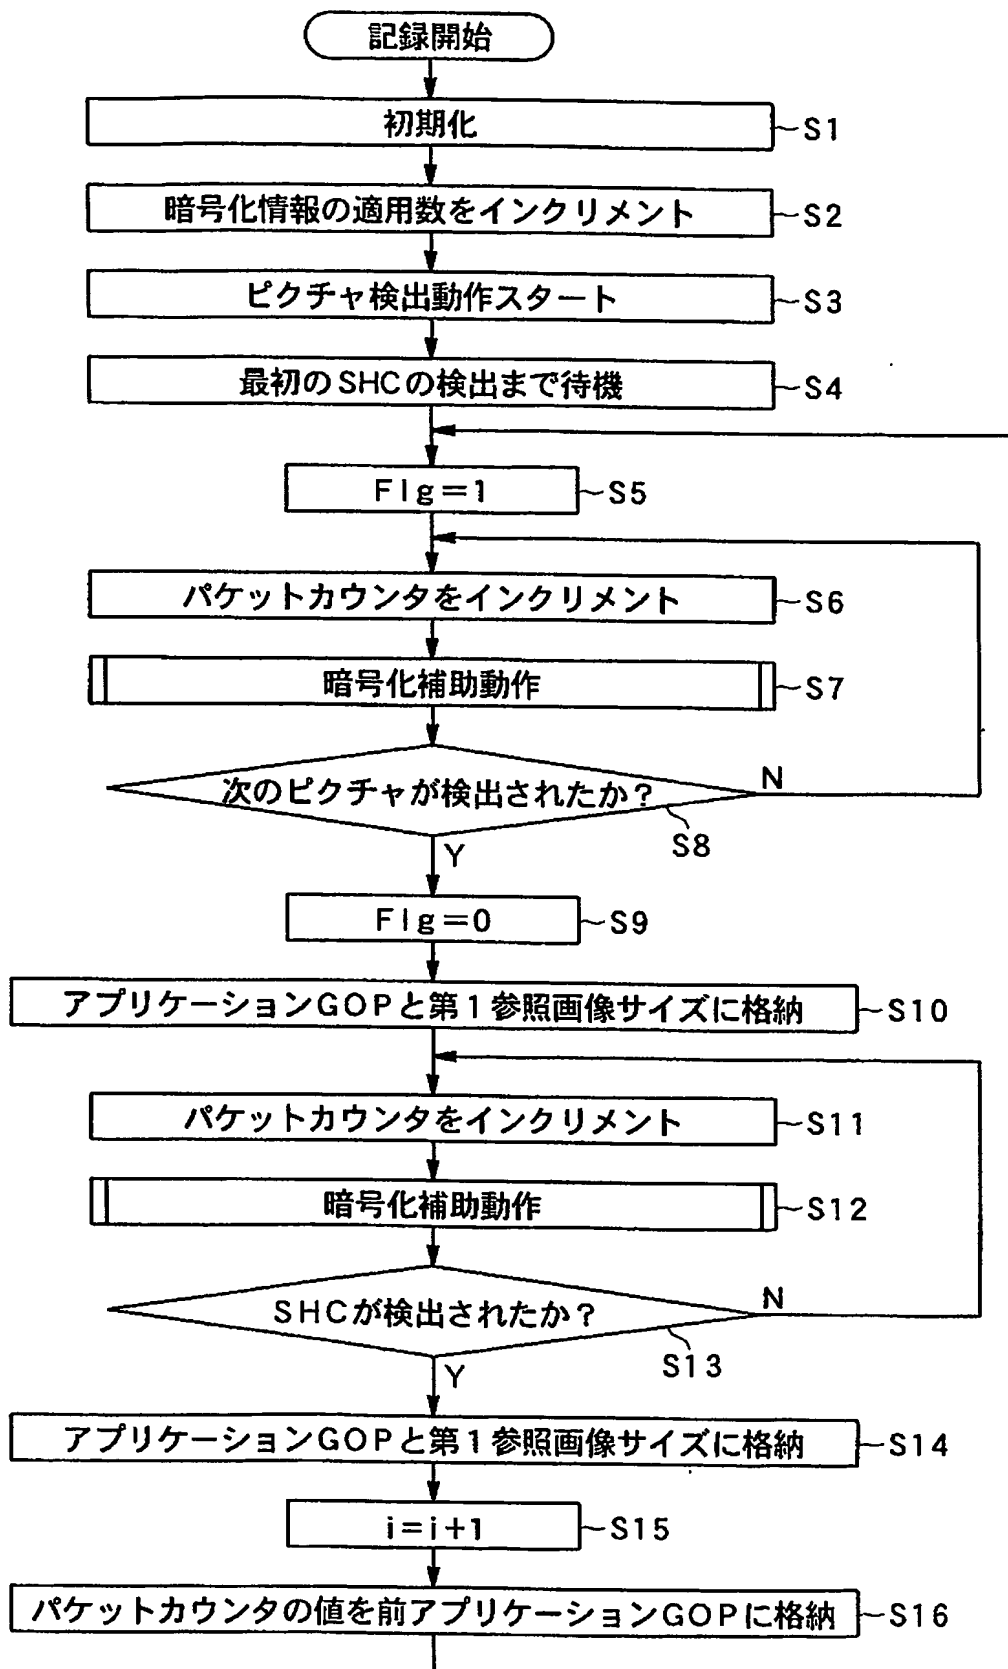 記録開始
初期化
S1
暗号化情報の適用数をインクリメント
S2
ピクチャ検出動作スタート
S3
最初のSHCの検出まで待機
S4
Flg=1
S5
パケットカウンタをインクリメント
S6
暗号化補助動作
S7
次のピクチャが検出されたか?
N
S8
Y
Flg=0
S9
アプリケーションGOPと第1参照画像サイズに格納
S10
パケットカウンタをインクリメント
S11
暗号化補助動作
S12
SHCが検出されたか?
N
S13
Y
アプリケーションGOPと第1参照画像サイズに格納
S14
i=i+1
S15
パケットカウンタの値を前アプリケーションGOPに格納
S16